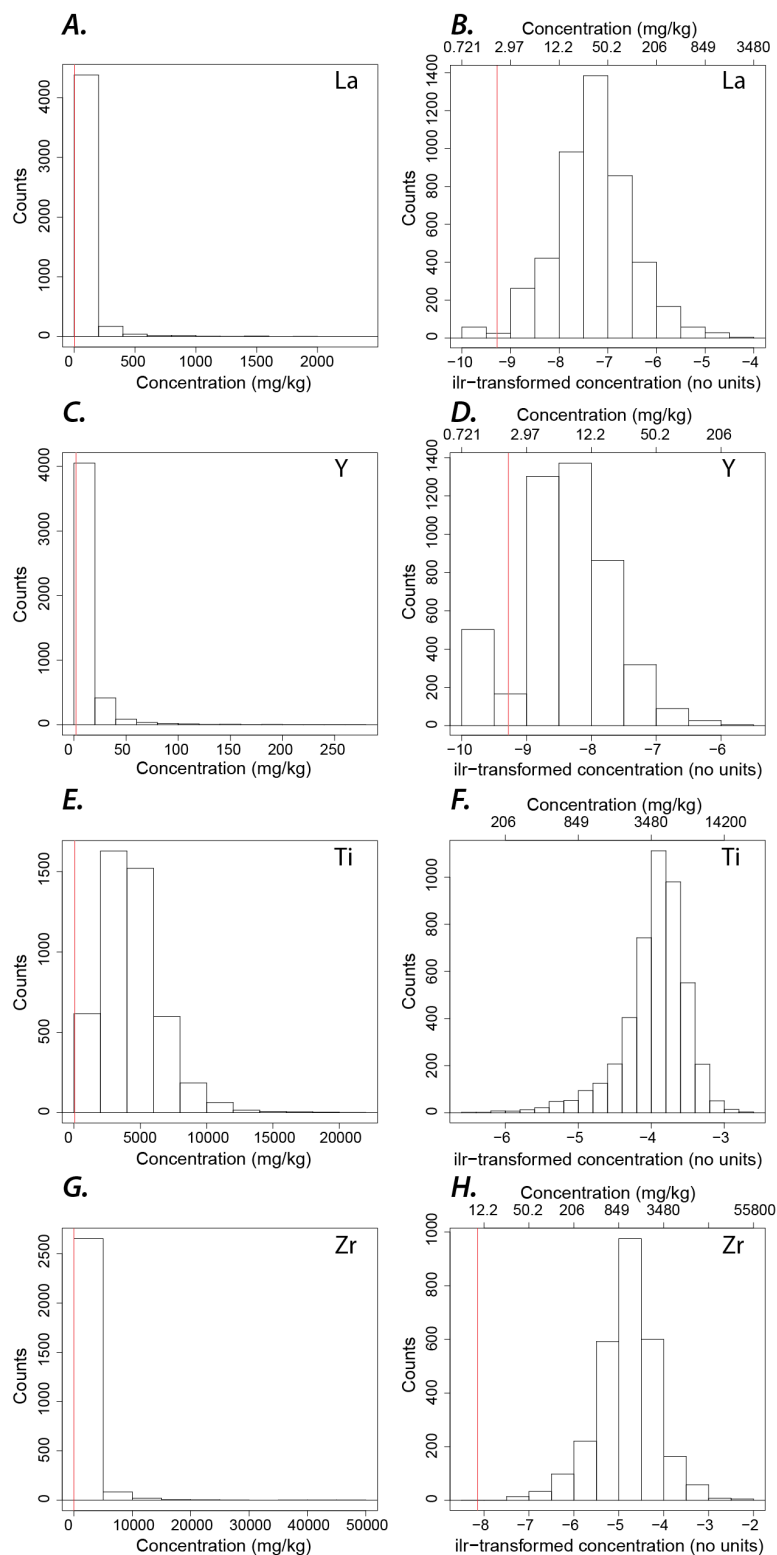 A.
La
Counts
0 1000 2000 3000 4000
0 500 1000 1500 2000
Concentration (mg/kg)
B.
Concentration (mg/kg)
0.721 2.97 12.2 50.2 206 849 3480
La
Counts
0 200 400 600 800 1000 1200 1400
−10 −9 −8 −7 −6 −5 −4
ilr−transformed concentration (no units)
C.
Y
Counts
0 1000 2000 3000 4000
0 50 100 150 200 250
Concentration (mg/kg)
D.
Concentration (mg/kg)
0.721 2.97 12.2 50.2 206
Y
Counts
0 200 400 600 800 1000 1200 1400
−10 −9 −8 −7 −6
ilr−transformed concentration (no units)
E.
Ti
Counts
0 500 1000 1500
0 5000 10000 15000 20000
Concentration (mg/kg)
F.
Concentration (mg/kg)
206 849 3480 14200
Ti
Counts
0 200 400 600 800 1000
−6 −5 −4 −3
ilr−transformed concentration (no units)
G.
Zr
Counts
0 500 1000 1500 2000 2500
0 10000 20000 30000 40000 50000
Concentration (mg/kg)
H.
Concentration (mg/kg)
12.2 50.2 206 849 3480 55800
Zr
Counts
0 200 400 600 800 1000
−8 −7 −6 −5 −4 −3 −2
ilr−transformed concentration (no units)